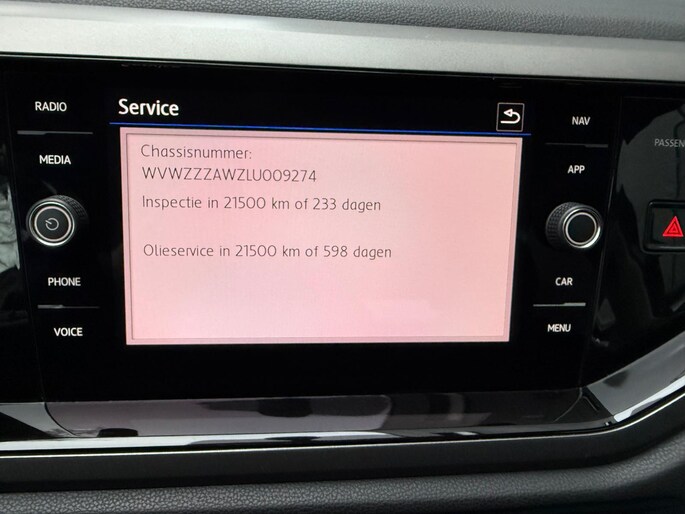 RADIO
Service
NAV
MEDIA
APP
PASSEN
Chassisnummer:
WVWZZZAWZLU009274
Inspectie in 21500 km of 233 dagen
Olieservice in 21500 km of 598 dagen
PHONE
CAR
VOICE
MENU